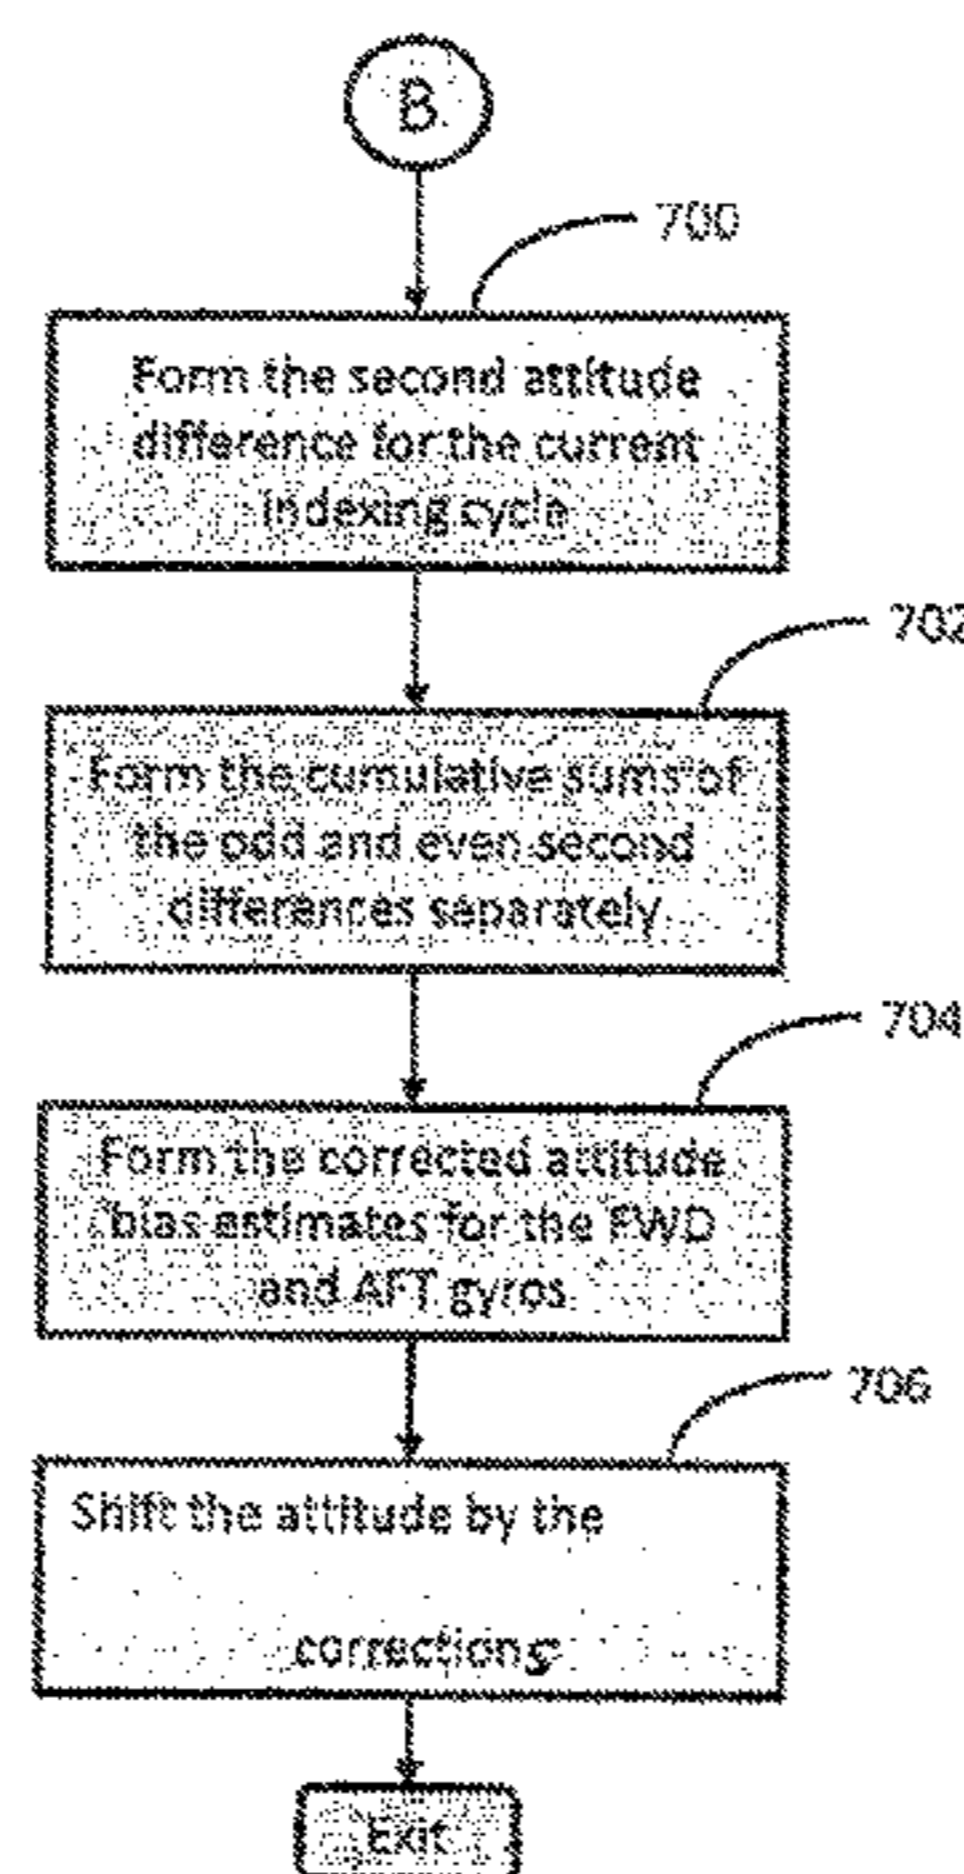 B
700
Form the second attitude
difference for the current
indexing cycle
702
Form the cumulative sums of
the odd and even second
differences separately
704
Form the corrected attitude
bias estimates for the FWD
and AFT gyros
706
Shift the attitude by the
corrections
Exit